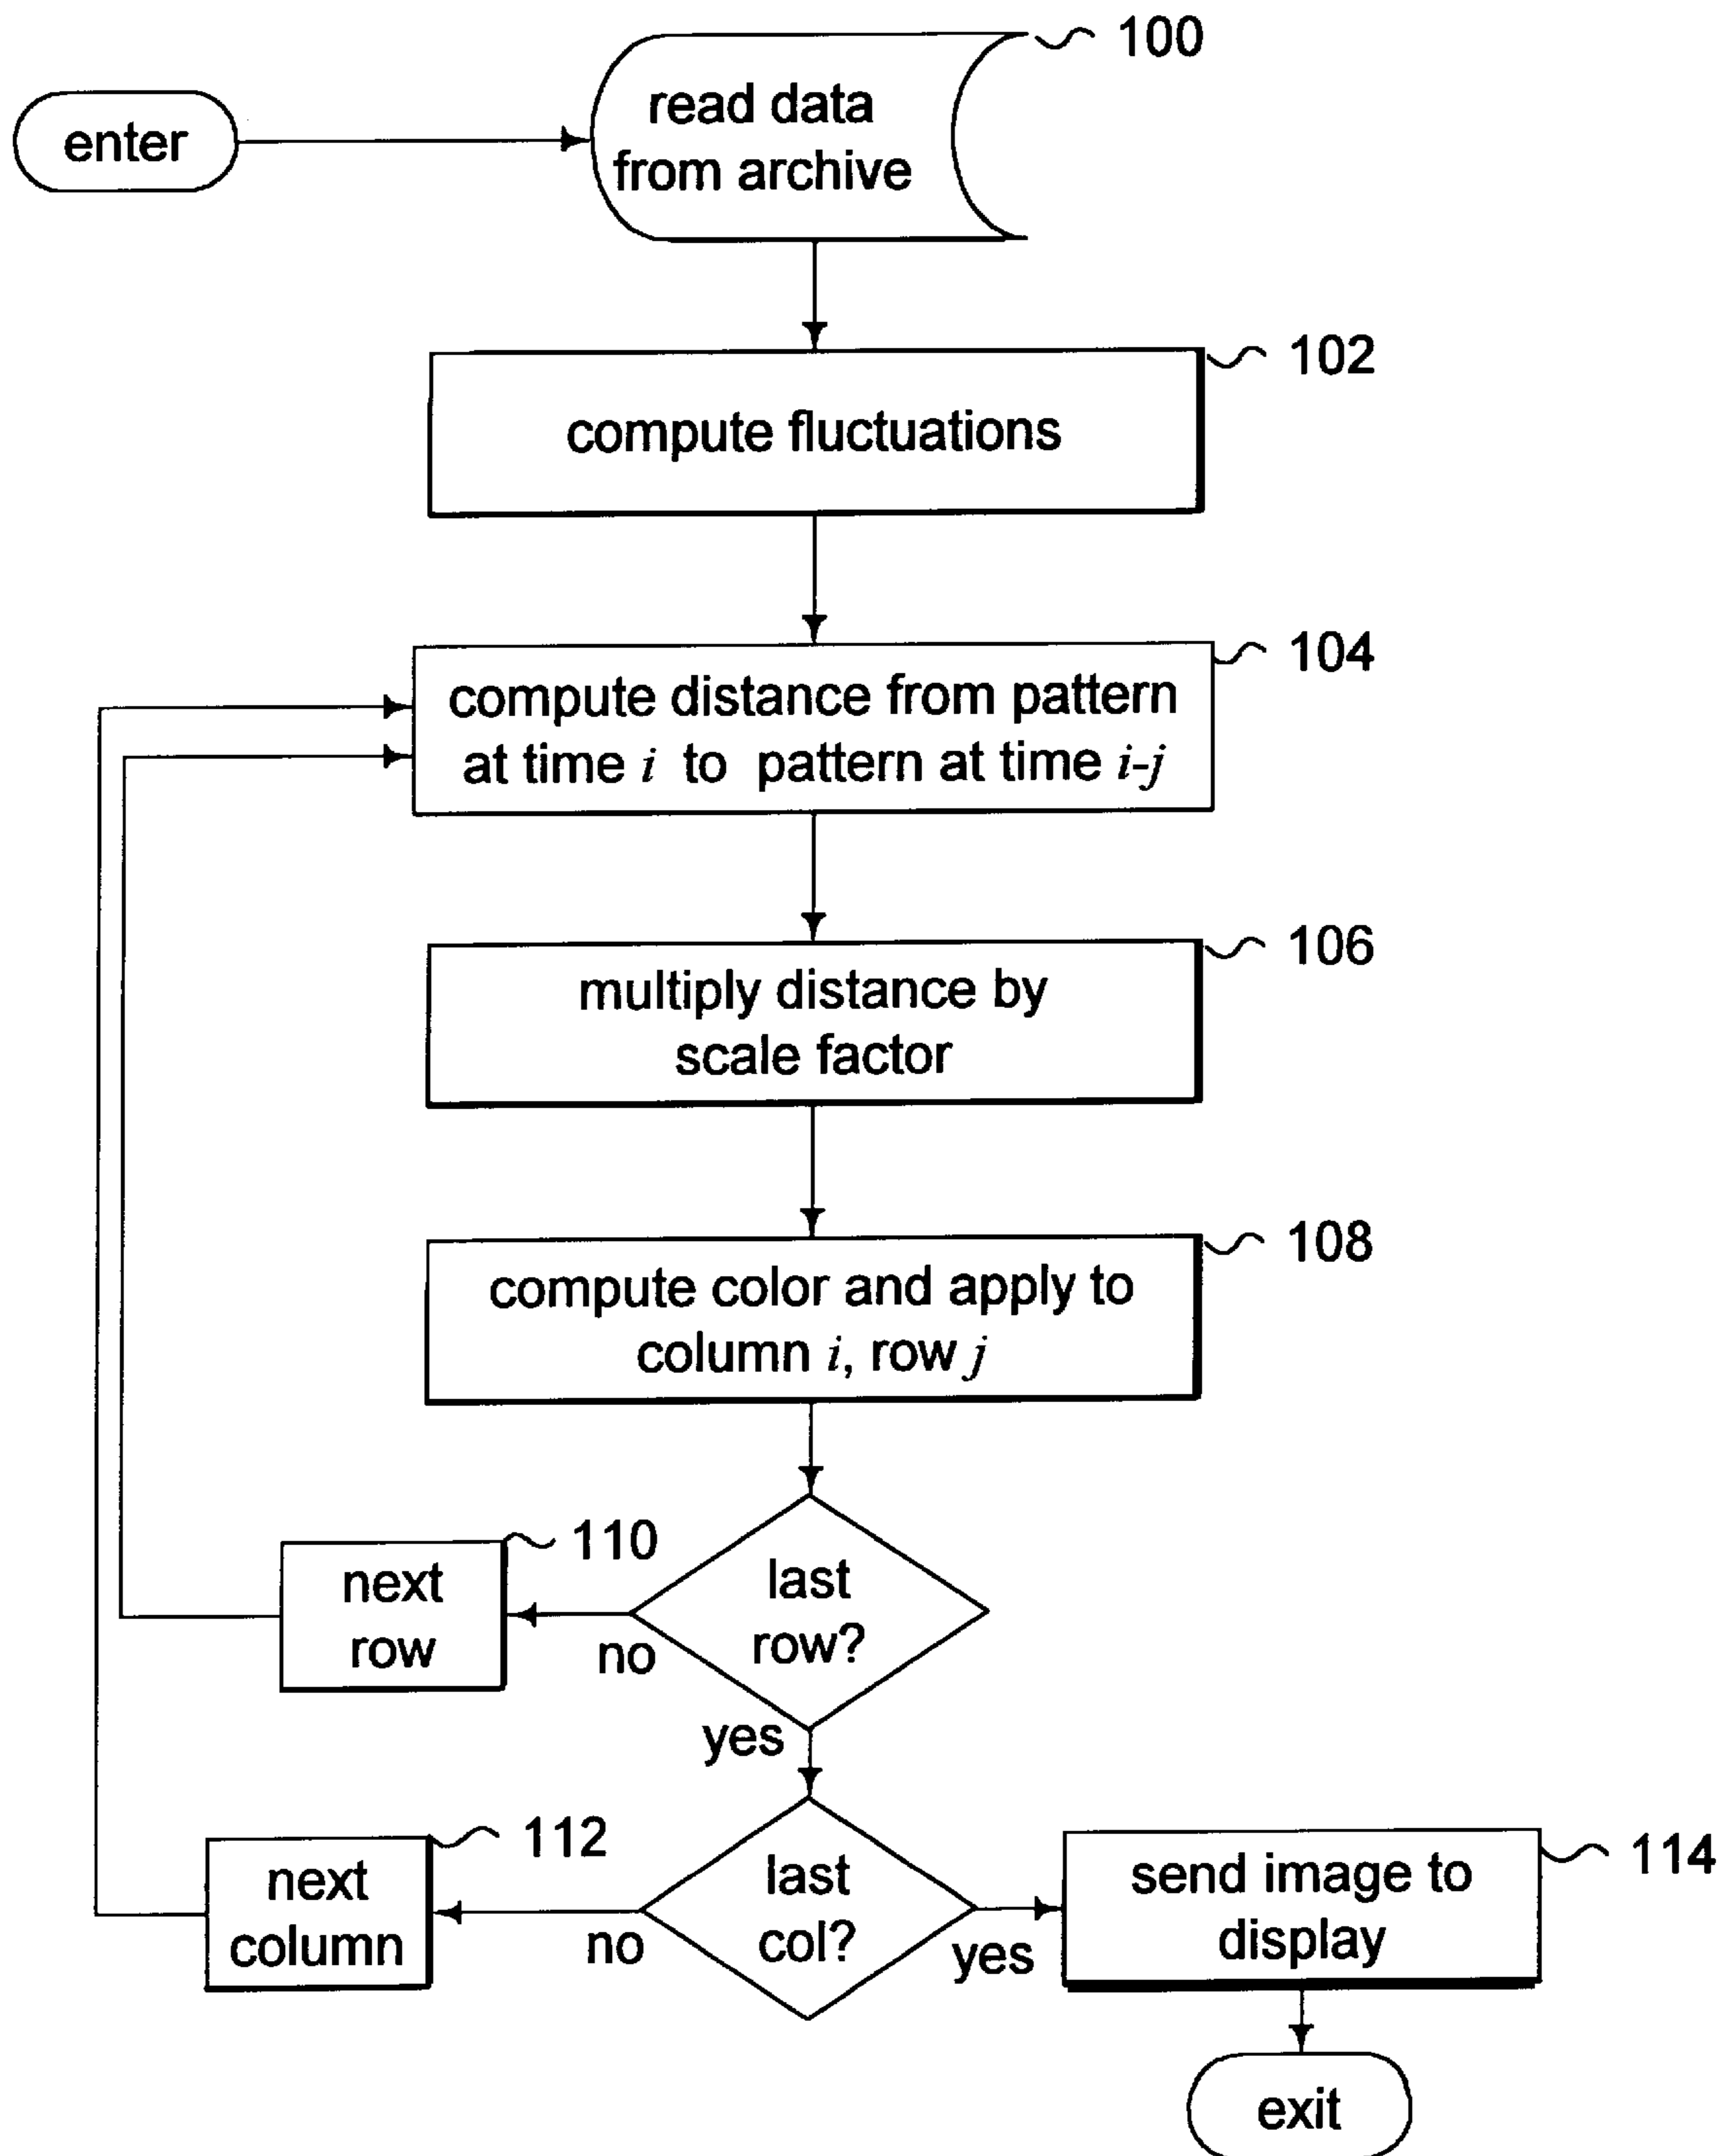 100
enter
read data
from archive
102
compute fluctuations
104
compute distance from pattern
at time i to pattern at time i-j
106
multiply distance by
scale factor
108
compute color and apply to
column i, row j
110
next
row
no
last
row?
yes
112
next
column
no
last
col?
yes
114
send image to
display
exit